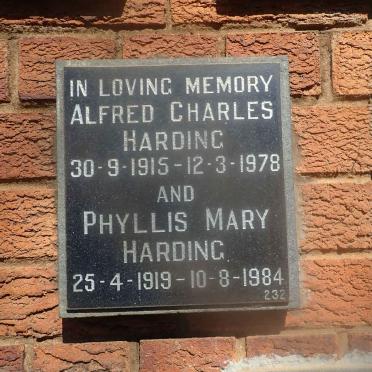 IN LOVING MEMORY
ALFRED CHARLES
HARDING
30-9-1915-12-3-1978
AND
PHYLLIS MARY
HARDING
25-4-1919-10-8-1984
232